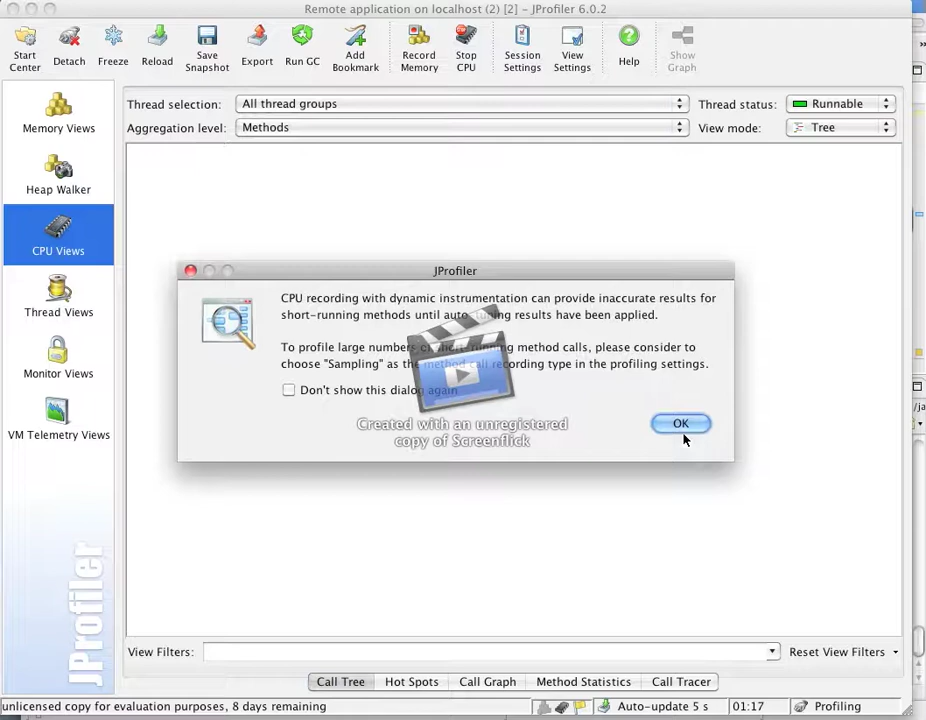 Remote application on localhost (2) [2] – JProfiler 6.0.2
Start Center
Detach
Freeze
Reload
Save Snapshot
Export
Run GC
Add Bookmark
Record Memory
Stop CPU
Session Settings
View Settings
Help
Show Graph
Thread selection: All thread groups Thread status: Runnable
Aggregation level: Methods View mode: Tree
Memory Views
Heap Walker
CPU Views
Thread Views
Monitor Views
VM Telemetry Views
JProfiler
JProfiler
CPU recording with dynamic instrumentation can provide inaccurate results for
short-running methods until auto-tuning results have been applied.
To profile large numbers of short-running method calls, please consider to
choose "Sampling" as the method call recording type in the profiling settings.
Don't show this dialog again
Created with an unregistered
copy of Screenflick
OK
View Filters: Reset View Filters
Call Tree Hot Spots Call Graph Method Statistics Call Tracer
unlicensed copy for evaluation purposes, 8 days remaining Auto-update 5 s 01:17 Profiling